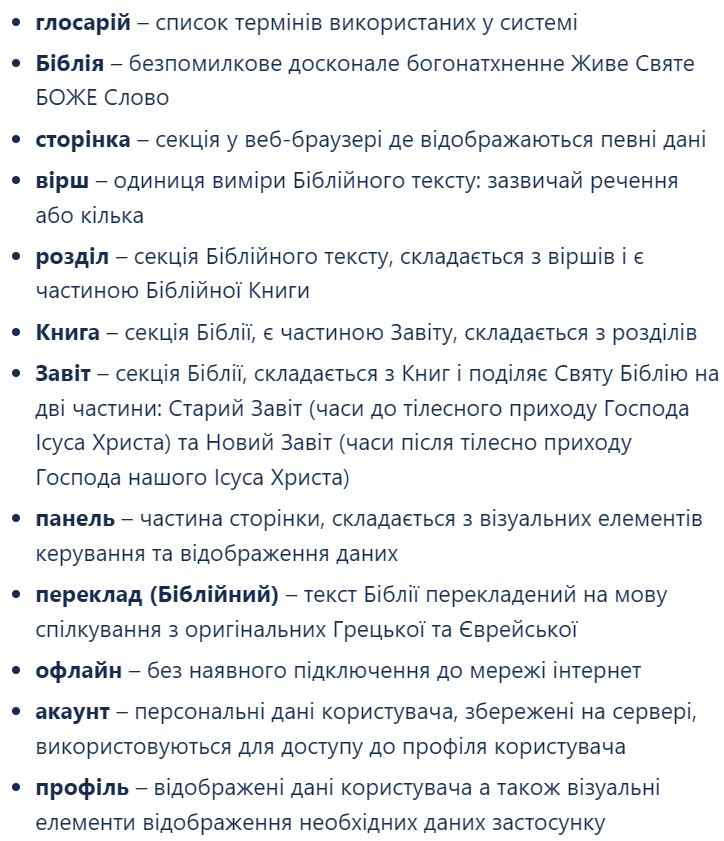 • глосарій – список термінів використаних у системі
• Біблія – безпомилкове досконале богонатхненне Живе Святе
БОЖЕ Слово
• сторінка – секція у веб-браузері де відображаються певні дані
• вірш – одиниця виміри Біблійного тексту: зазвичай речення
або кілька
• розділ – секція Біблійного тексту, складається з віршів і є
частиною Біблійної Книги
• Книга – секція Біблії, є частиною Завіту, складається з розділів
• Завіт – секція Біблії, складається з Книг і поділяє Святу Біблію на
дві частини: Старий Завіт (часи до тілесного приходу Господа
Ісуса Христа) та Новий Завіт (часи після тілесно приходу
Господа нашого Ісуса Христа)
• панель – частина сторінки, складається з візуальних елементів
керування та відображення даних
• переклад (Біблійний) – текст Біблії перекладений на мову
спілкування з оригінальних Грецької та Єврейської
• офлайн – без наявного підключення до мережі інтернет
• акаунт – персональні дані користувача, збережені на сервері,
використовуються для доступу до профіля користувача
• профіль – відображені дані користувача а також візуальні
елементи відображення необхідних даних застосунку